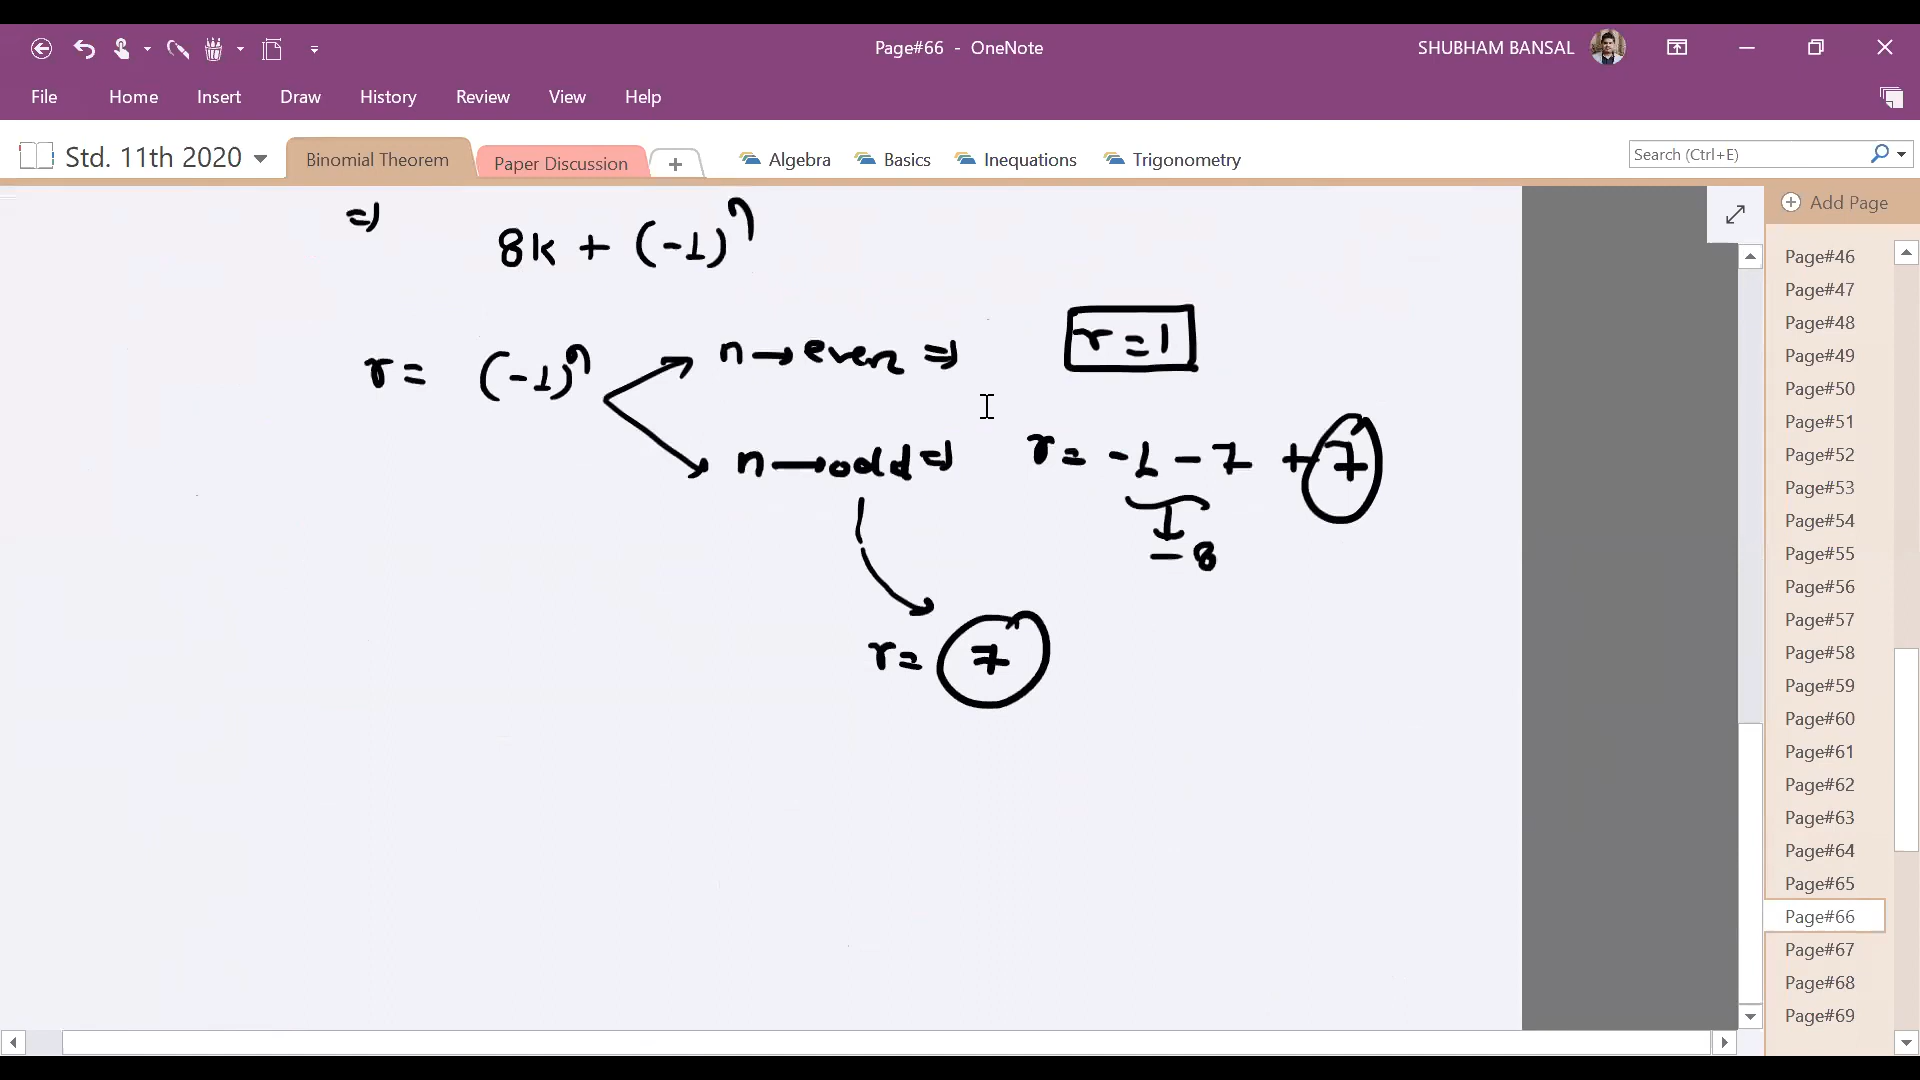 Page#66 - OneNote
SHUBHAM BANSAL
File Home Insert Draw History Review View Help
Std. 11th 2020 Binomial Theorem Paper Discussion + Algebra Basics Inequations Trigonometry
Search (Ctrl+E)
Add Page
⇒ 8k + (-1)^n
r = (-1)^n
n → even ⇒ r = 1
n → odd ⇒ r = -1 - 7 + 7
-8
r = 7
Page#46
Page#47
Page#48
Page#49
Page#50
Page#51
Page#52
Page#53
Page#54
Page#55
Page#56
Page#57
Page#58
Page#59
Page#60
Page#61
Page#62
Page#63
Page#64
Page#65
Page#66
Page#67
Page#68
Page#69